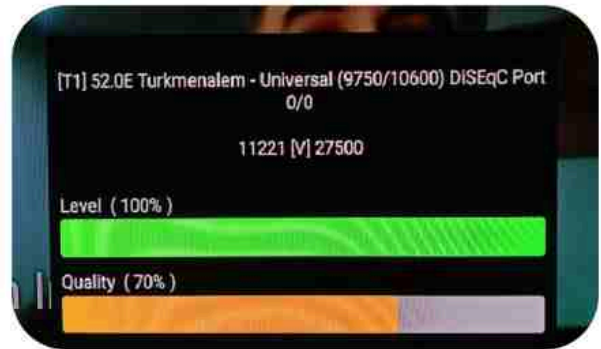 [T1] 52.0E Turkmenalem - Universal (9750/10600) DiSEqC Port
0/0
11221 [V] 27500
Level ( 100% )
Quality ( 70% )